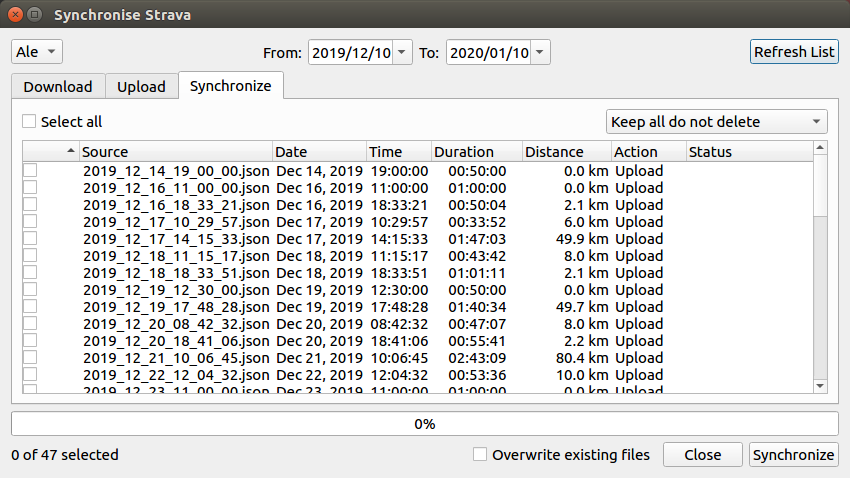 Synchronise Strava
Ale From: 2019/12/10 To: 2020/01/10 Refresh List
Download Upload Synchronize
Select all Keep all do not delete
Source Date Time Duration Distance Action Status
2019_12_14_19_00_00.json Dec 14, 2019 19:00:00 00:50:00 0.0 km Upload
2019_12_16_11_00_00.json Dec 16, 2019 11:00:00 01:00:00 0.0 km Upload
2019_12_16_18_33_21.json Dec 16, 2019 18:33:21 00:50:04 2.1 km Upload
2019_12_17_10_29_57.json Dec 17, 2019 10:29:57 00:33:52 6.0 km Upload
2019_12_17_14_15_33.json Dec 17, 2019 14:15:33 01:47:03 49.9 km Upload
2019_12_18_11_15_17.json Dec 18, 2019 11:15:17 00:43:42 8.0 km Upload
2019_12_18_18_33_51.json Dec 18, 2019 18:33:51 01:01:11 2.1 km Upload
2019_12_19_12_30_00.json Dec 19, 2019 12:30:00 00:50:00 0.0 km Upload
2019_12_19_17_48_28.json Dec 19, 2019 17:48:28 01:40:34 49.7 km Upload
2019_12_20_08_42_32.json Dec 20, 2019 08:42:32 00:47:07 8.0 km Upload
2019_12_20_18_41_06.json Dec 20, 2019 18:41:06 00:55:41 2.2 km Upload
2019_12_21_10_06_45.json Dec 21, 2019 10:06:45 02:43:09 80.4 km Upload
2019_12_22_12_04_32.json Dec 22, 2019 12:04:32 00:53:36 10.0 km Upload
2019_12_23_11_00_00.json Dec 23, 2019 11:00:00 01:00:00 0.0 km Upload
0%
0 of 47 selected Overwrite existing files Close Synchronize